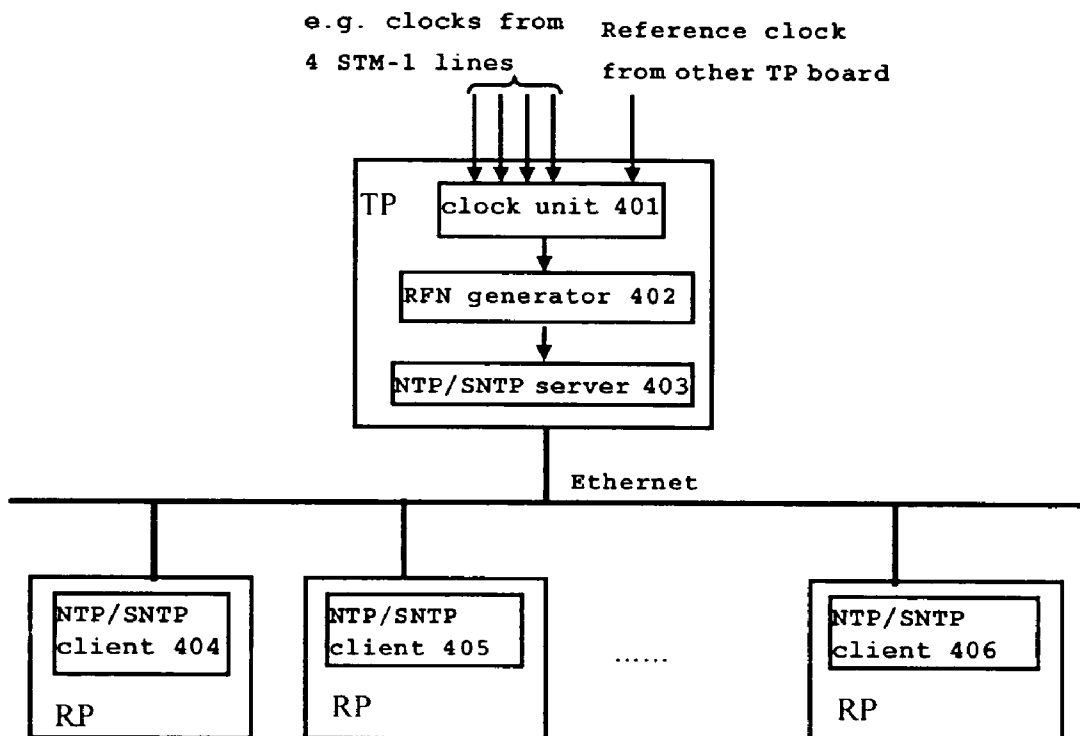 e.g. clocks from
4 STM-1 lines
Reference clock
from other TP board
TP
clock unit 401
RFN generator 402
NTP/SNTP server 403
Ethernet
NTP/SNTP
client 404
RP
NTP/SNTP
client 405
RP
......
NTP/SNTP
client 406
RP